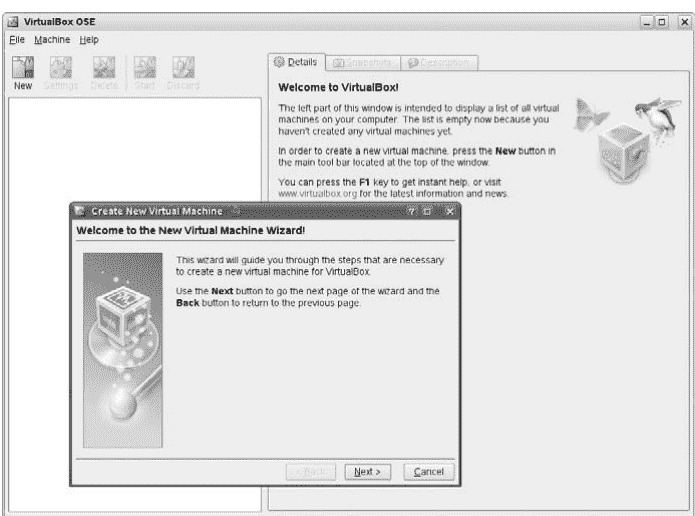 VirtualBox OSE
File Machine Help
New Settings Delete Start Discard
Details Snapshots Description
Welcome to VirtualBox!
The left part of this window is intended to display a list of all virtual
machines on your computer. The list is empty now because you
haven't created any virtual machines yet.
In order to create a new virtual machine, press the New button in
the main tool bar located at the top of the window.
You can press the F1 key to get instant help, or visit
www.virtualbox.org for the latest information and news.
Create New Virtual Machine
Welcome to the New Virtual Machine Wizard!
This wizard will guide you through the steps that are necessary
to create a new virtual machine for VirtualBox.
Use the Next button to go the next page of the wizard and the
Back button to return to the previous page.
< Back Next > Cancel